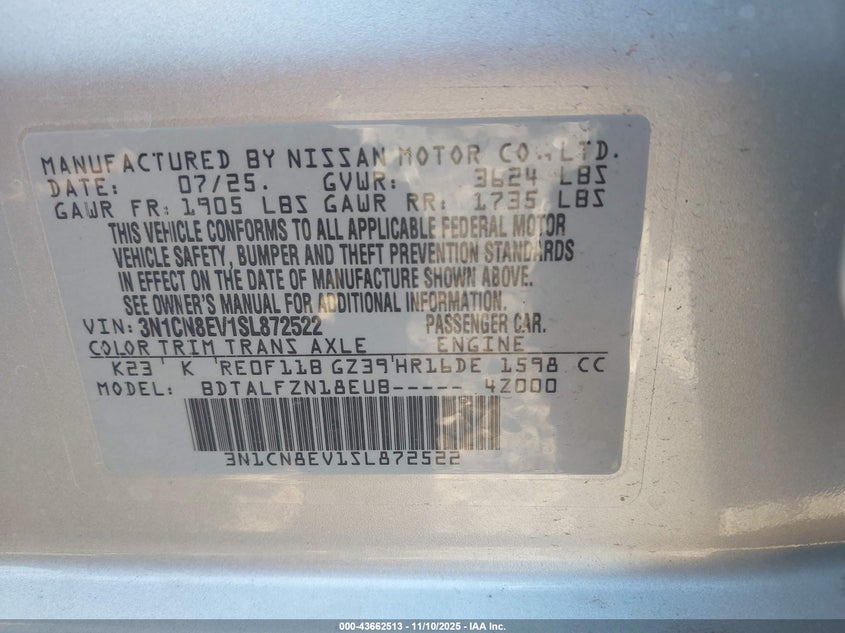 MANUFACTURED BY NISSAN MOTOR CO., LTD.
DATE: 07/25. GVWR: 3624 LBS
GAWR FR: 1905 LBS GAWR RR: 1735 LBS
THIS VEHICLE CONFORMS TO ALL APPLICABLE FEDERAL MOTOR
VEHICLE SAFETY, BUMPER AND THEFT PREVENTION STANDARDS
IN EFFECT ON THE DATE OF MANUFACTURE SHOWN ABOVE.
SEE OWNER'S MANUAL FOR ADDITIONAL INFORMATION.
VIN: 3N1CN8EV1SL872522 PASSENGER CAR.
COLOR TRIM TRANS AXLE ENGINE
K23 K RE0F11B GZ39 HR16DE 1598 CC
MODEL: BDTALFZN18EUB----- 4Z000
3N1CN8EV1SL872522
000-43662513 - 11/10/2025 - IAA Inc.